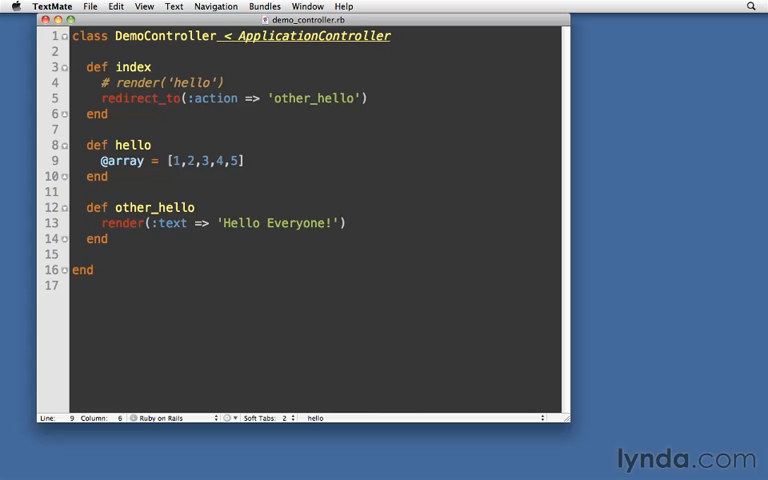 TextMate File Edit View Text Navigation Bundles Window Help
demo_controller.rb
1 class DemoController < ApplicationController
2
3 def index
4 # render('hello')
5 redirect_to(:action => 'other_hello')
6 end
7
8 def hello
9 @array = [1,2,3,4,5]
10 end
11
12 def other_hello
13 render(:text => 'Hello Everyone!')
14 end
15
16 end
17
Line: 9 Column: 6 Ruby on Rails Soft Tabs: 2 hello
lynda.com